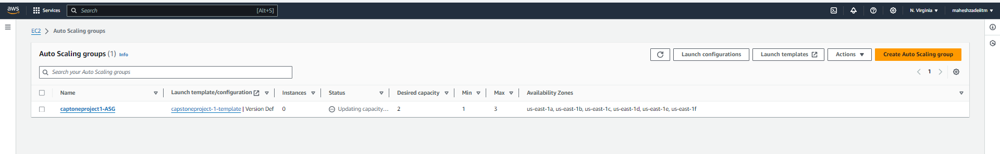 aws Services Search [Alt+S] N. Virginia maheshzadeiitm
EC2 Auto Scaling groups
Auto Scaling groups (1) Info Launch configurations Launch templates Actions Create Auto Scaling group
Search your Auto Scaling groups 1
Name Launch template/configuration Instances Status Desired capacity Min Max Availability Zones
captoneproject1-ASG capstoneproject-1-template | Version Def 0 Updating capacity... 2 1 3 us-east-1a, us-east-1b, us-east-1c, us-east-1d, us-east-1e, us-east-1f